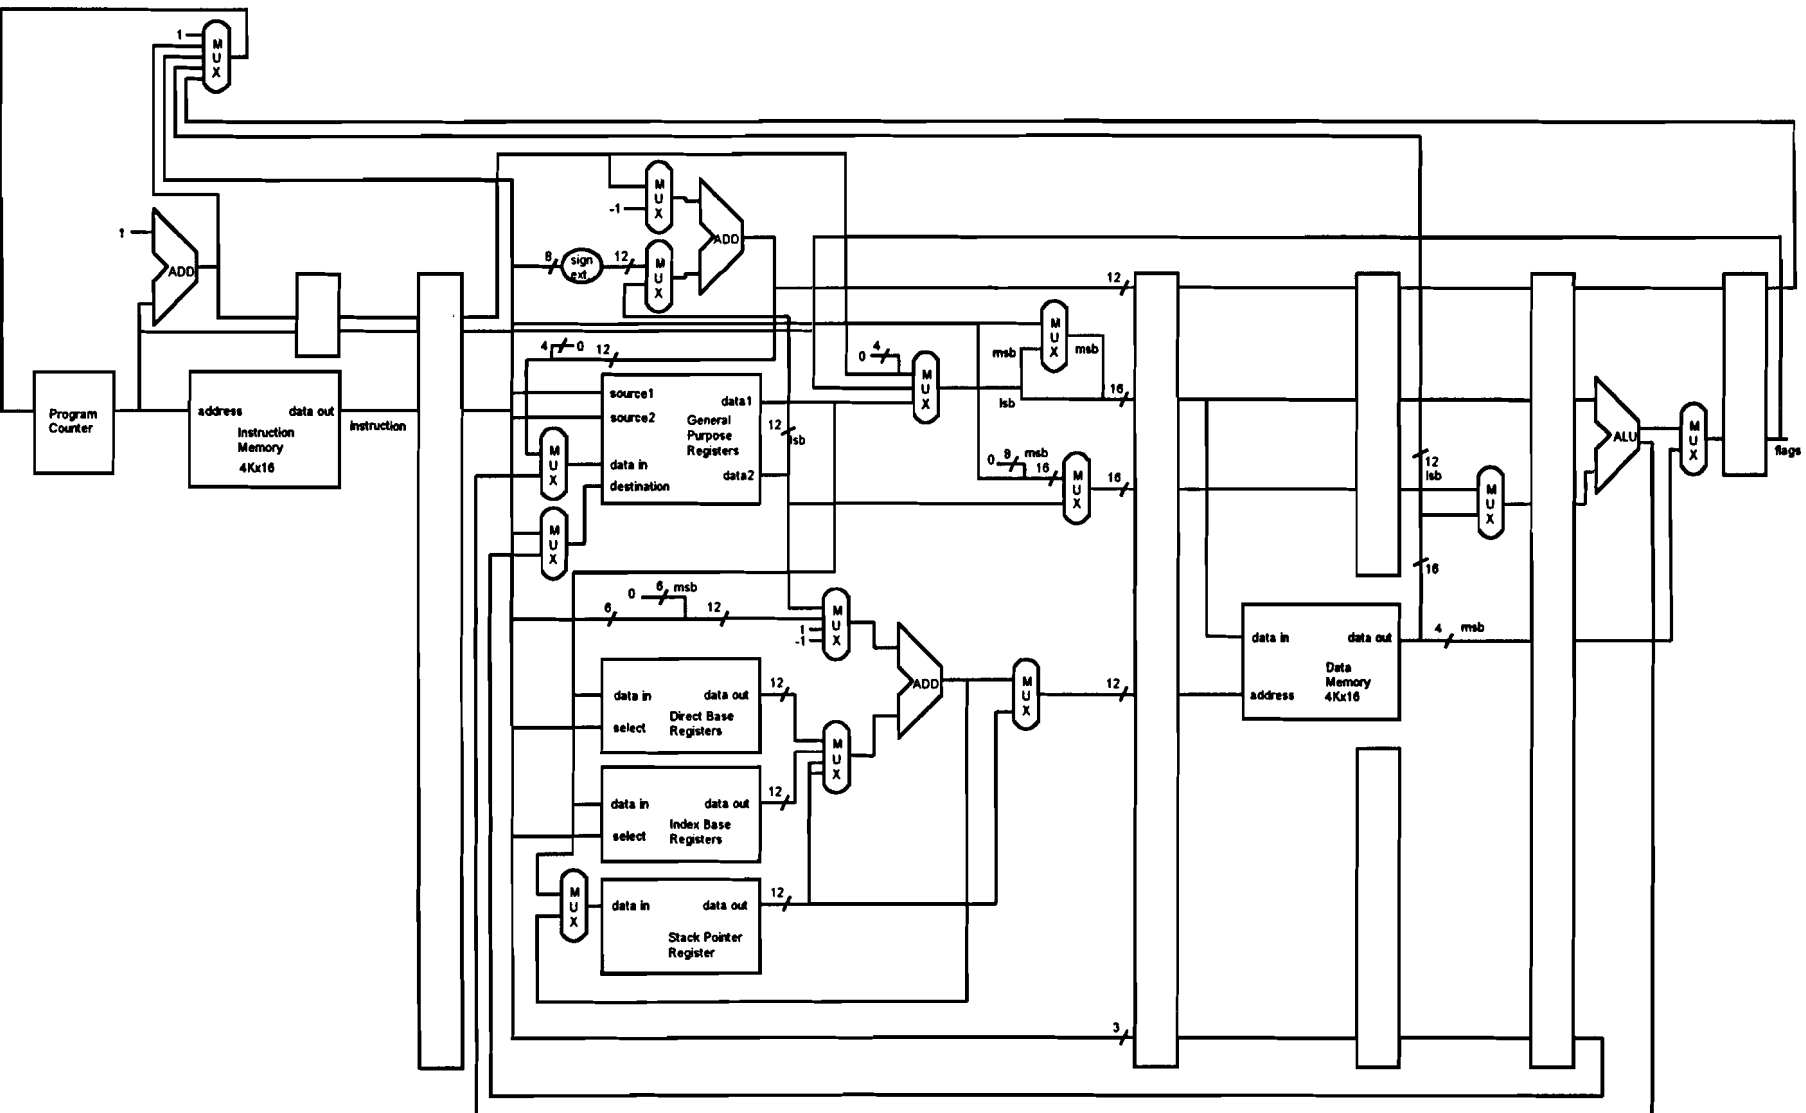 1
M
U
X
1
ADD
Program
Counter
address
data out
Instruction
Memory
4Kx16
instruction
M
U
X
-1
8
sign
ext.
12
M
U
X
ADD
4
0
12
source1
source2
data1
General
Purpose
Registers
data in
destination
data2
12
lsb
M
U
X
M
U
X
0
4
M
U
X
msb
lsb
M
U
X
msb
12
16
0
8
msb
16
M
U
X
16
6
0
6
msb
12
1
-1
M
U
X
data in
data out
select
Direct Base
Registers
12
data in
data out
select
Index Base
Registers
12
M
U
X
ADD
M
U
X
12
M
U
X
data in
data out
Stack Pointer
Register
12
3
12
lsb
16
M
U
X
data in
data out
Data
Memory
4Kx16
address
4
msb
ALU
M
U
X
flags